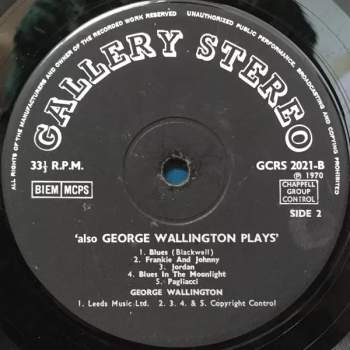 ALL RIGHTS OF THE MANUFACTURERS AND OWNER OF THE RECORDED WORK RESERVED
UNAUTHORIZED PUBLIC PERFORMANCE, BROADCASTING AND COPYING PROHIBITED
GALLERY STEREO
33⅓ R.P.M.
GCRS 2021-B
℗ 1970
BIEM MCPS
CHAPPELL
GROUP
CONTROL
SIDE 2
'also GEORGE WALLINGTON PLAYS'
1. Blues (Blackwell)
2. Frankie And Johnny
3. Jordan
4. Blues In The Moonlight
5. Pagliacci
GEORGE WALLINGTON
1. Leeds Music Ltd. 2. 3. 4. & 5. Copyright Control